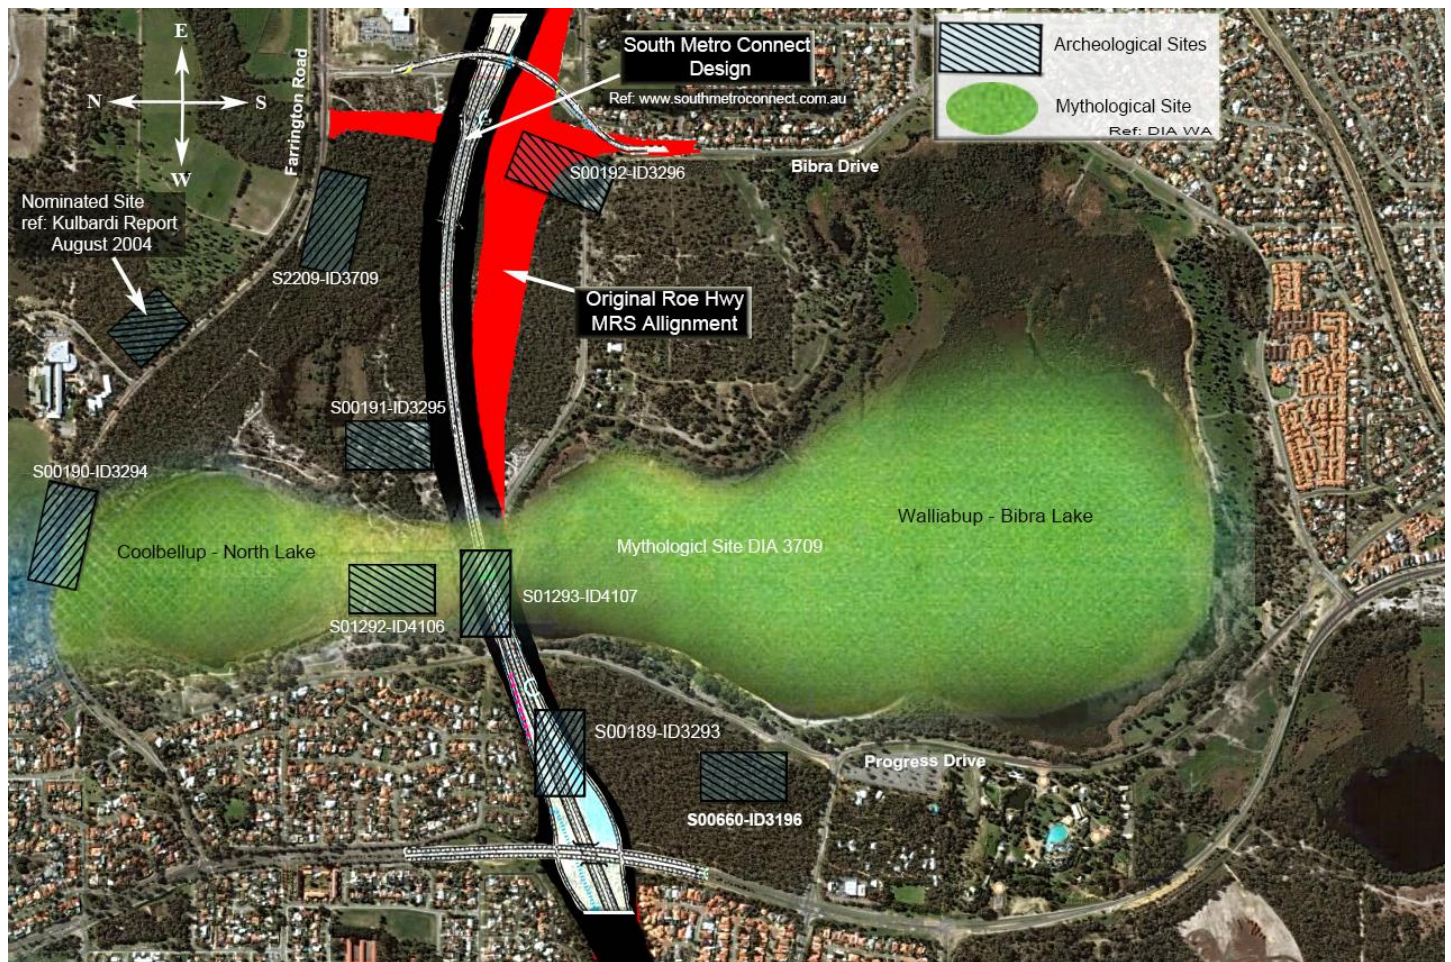 E
N
S
W
Farrington Road
South Metro Connect
Design
Ref: www.southmetroconnect.com.au
Archeological Sites
Mythological Site
Ref: DIA WA
Bibra Drive
S00192-ID3296
Nominated Site
ref: Kulbardi Report
August 2004
S2209-ID3709
Original Roe Hwy
MRS Allignment
S00191-ID3295
S00190-ID3294
Coolbellup - North Lake
Walliabup - Bibra Lake
Mythologicl Site DIA 3709
S01293-ID4107
S01292-ID4106
S00189-ID3293
Progress Drive
S00660-ID3196